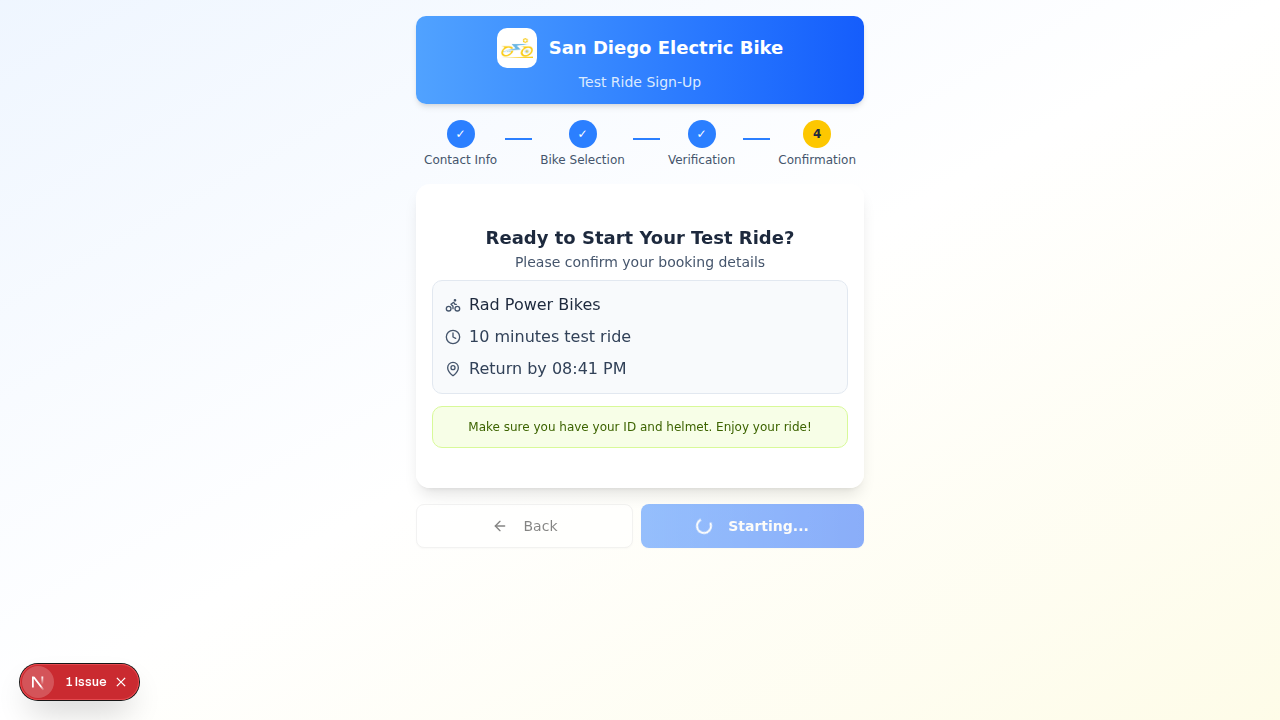 San Diego Electric Bike
Test Ride Sign-Up
✓ ✓ ✓ 4
Contact Info Bike Selection Verification Confirmation
Ready to Start Your Test Ride?
Please confirm your booking details
Rad Power Bikes
10 minutes test ride
Return by 08:41 PM
Make sure you have your ID and helmet. Enjoy your ride!
Back Starting...
N 1 Issue